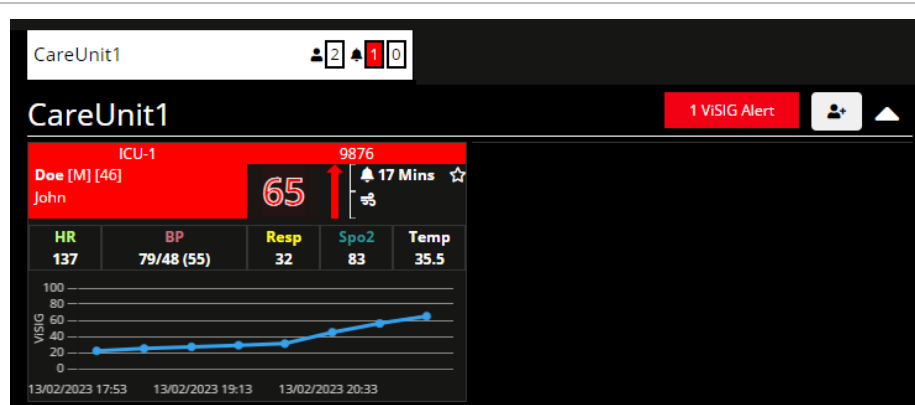 CareUnit1 2 1 0
CareUnit1 1 ViSIG Alert
ICU-1 9876
Doe [M] [46] 65 17 Mins
John
HR BP Resp Spo2 Temp
137 79/48 (55) 32 83 35.5
100
80
60
40
20
0
ViSIG
13/02/2023 17:53 13/02/2023 19:13 13/02/2023 20:33